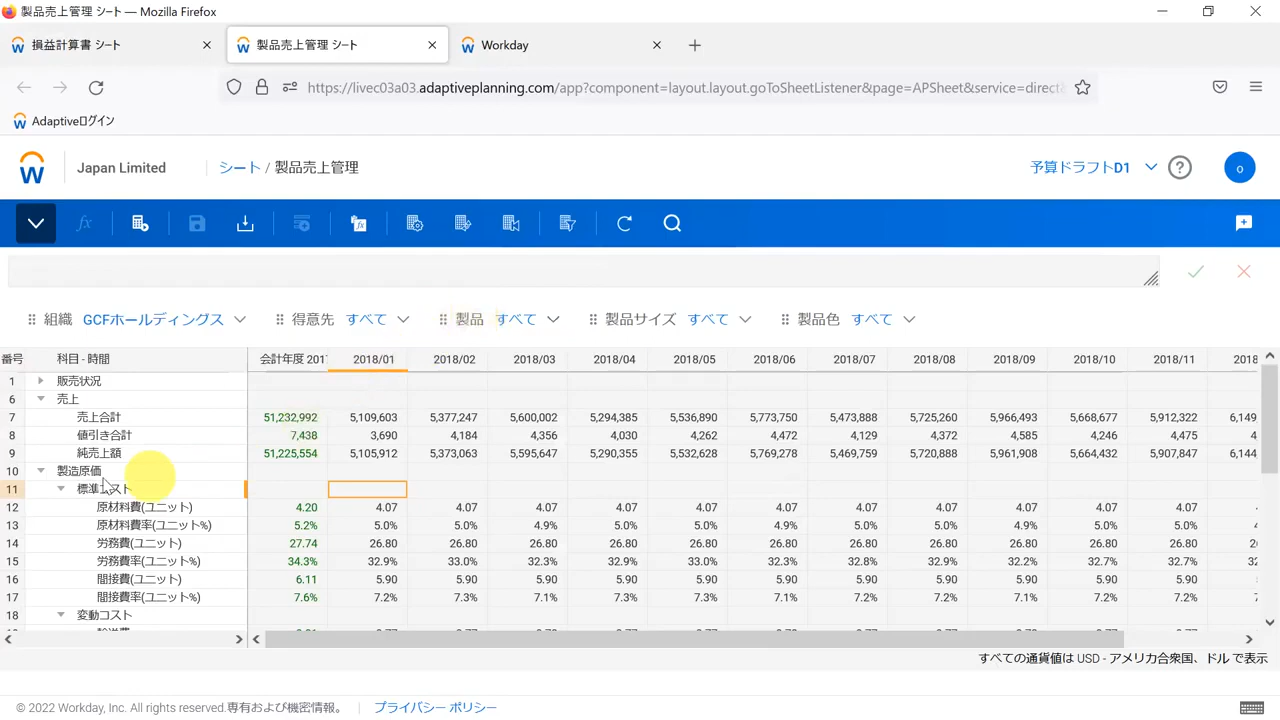 製品売上管理 シート — Mozilla Firefox
損益計算書 シート
製品売上管理 シート
Workday
https://livec03a03.adaptiveplanning.com/app?component=layout.layout.goToSheetListener&page=APSheet&service=direct&
Adaptiveログイン
Japan Limited
シート / 製品売上管理
予算ドラフトD1
組織 GCFホールディングス 得意先 すべて 製品 すべて 製品サイズ すべて 製品色 すべて
番号 科目 - 時間 会計年度 201 2018/01 2018/02 2018/03 2018/04 2018/05 2018/06 2018/07 2018/08 2018/09 2018/10 2018/11 2018
1 販売状況
6 売上
7 売上合計 51,232,992 5,109,603 5,377,247 5,600,002 5,294,385 5,536,890 5,773,750 5,473,888 5,725,260 5,966,493 5,668,677 5,912,322 6,149
8 値引き合計 7,438 3,690 4,184 4,356 4,030 4,262 4,472 4,129 4,372 4,585 4,246 4,475 4
9 純売上額 51,225,554 5,105,912 5,373,063 5,595,647 5,290,355 5,532,628 5,769,278 5,469,759 5,720,888 5,961,908 5,664,432 5,907,847 6,144
10 製造原価
11 標準コスト
12 原材料費(ユニット) 4.20 4.07 4.07 4.07 4.07 4.07 4.07 4.07 4.07 4.07 4.07 4.07
13 原材料費率(ユニット%) 5.2% 5.0% 5.0% 4.9% 5.0% 5.0% 4.9% 5.0% 5.0% 4.9% 5.0% 5.0%
14 労務費(ユニット) 27.74 26.80 26.80 26.80 26.80 26.80 26.80 26.80 26.80 26.80 26.80 26.80
15 労務費率(ユニット%) 34.3% 32.9% 33.0% 32.3% 32.9% 33.0% 32.3% 32.8% 32.9% 32.2% 32.7% 32.7%
16 間接費(ユニット) 6.11 5.90 5.90 5.90 5.90 5.90 5.90 5.90 5.90 5.90 5.90 5.90
17 間接費率(ユニット%) 7.6% 7.2% 7.3% 7.1% 7.3% 7.3% 7.1% 7.2% 7.2% 7.1% 7.2% 7.2%
18 変動コスト
すべての通貨値は USD - アメリカ合衆国、ドル で表示
© 2022 Workday, Inc. All rights reserved.専有および機密情報。 プライバシー ポリシー